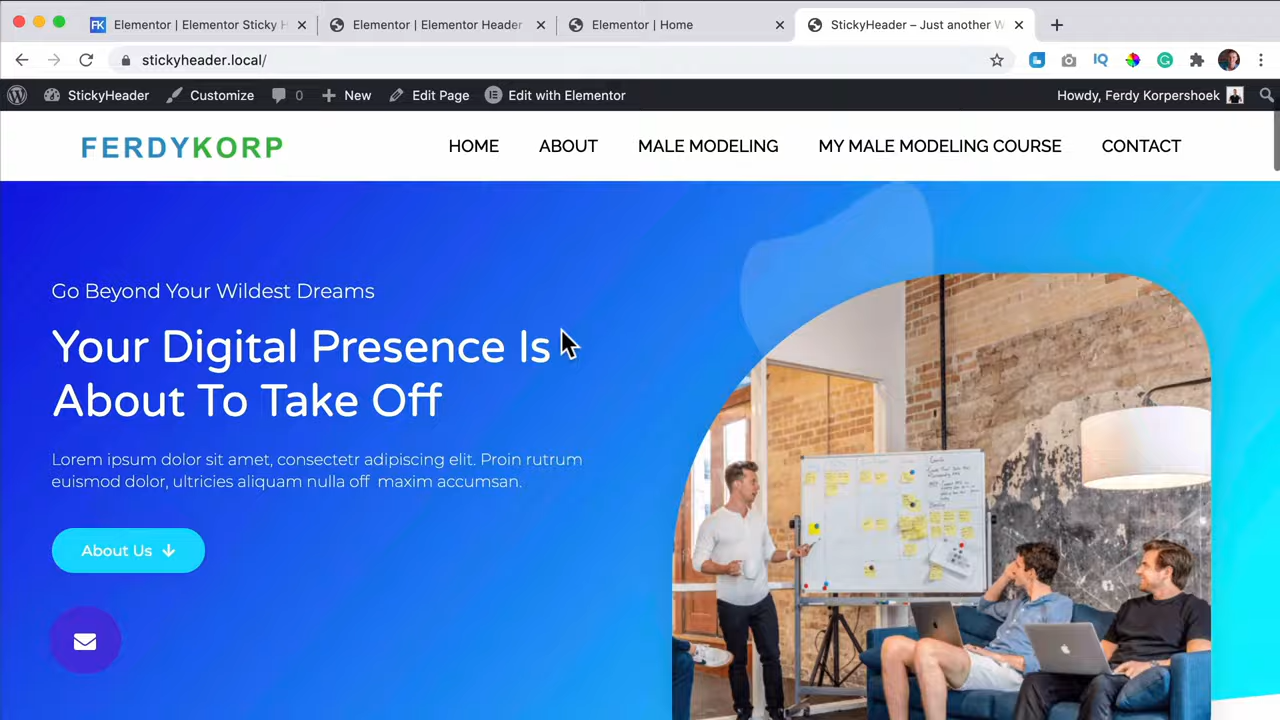 Elementor | Elementor Sticky H
Elementor | Elementor Header
Elementor | Home
StickyHeader – Just another W
stickyheader.local/
StickyHeader
Customize
0
New
Edit Page
Edit with Elementor
Howdy, Ferdy Korpershoek
FERDYKORP
HOME
ABOUT
MALE MODELING
MY MALE MODELING COURSE
CONTACT
Go Beyond Your Wildest Dreams
Your Digital Presence Is
About To Take Off
Lorem ipsum dolor sit amet, consectetr adipiscing elit. Proin rutrum
euismod dolor, ultricies aliquam nulla off maxim accumsan.
About Us